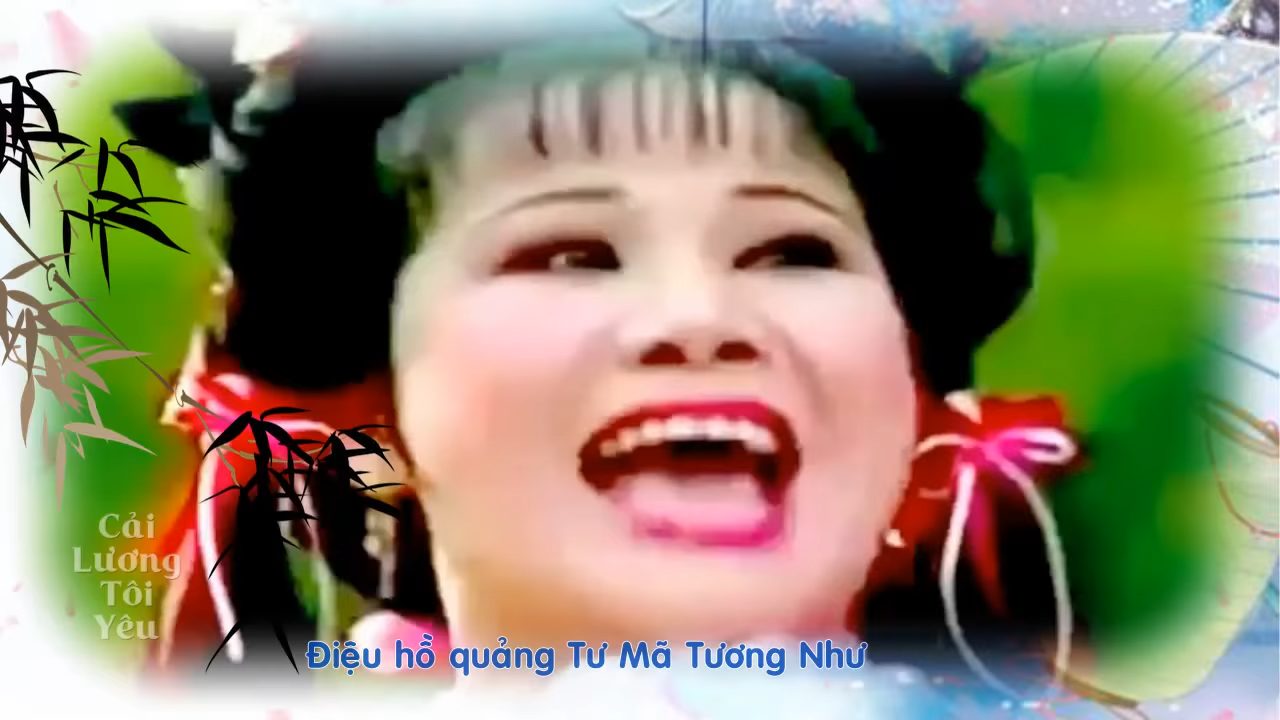 Cải
Lương
Tôi
Yêu
Điệu hồ quảng Tư Mã Tương Như